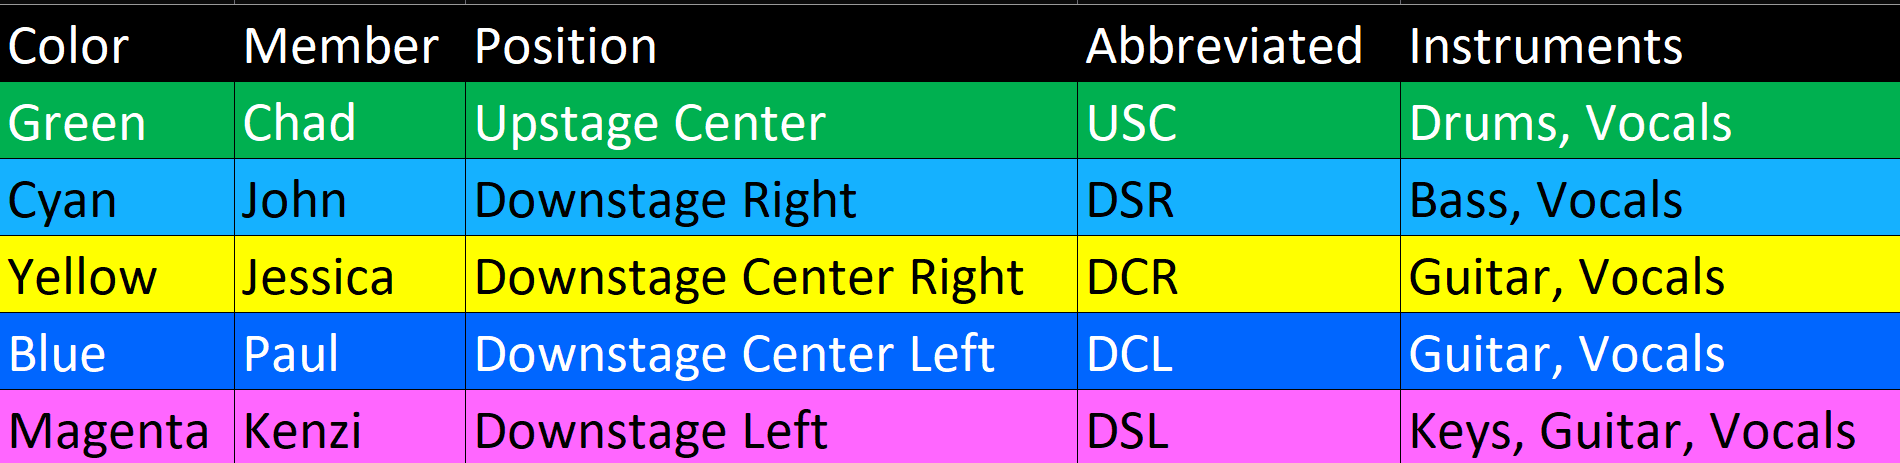 Color Member Position Abbreviated Instruments
Green Chad Upstage Center USC Drums, Vocals
Cyan John Downstage Right DSR Bass, Vocals
Yellow Jessica Downstage Center Right DCR Guitar, Vocals
Blue Paul Downstage Center Left DCL Guitar, Vocals
Magenta Kenzi Downstage Left DSL Keys, Guitar, Vocals